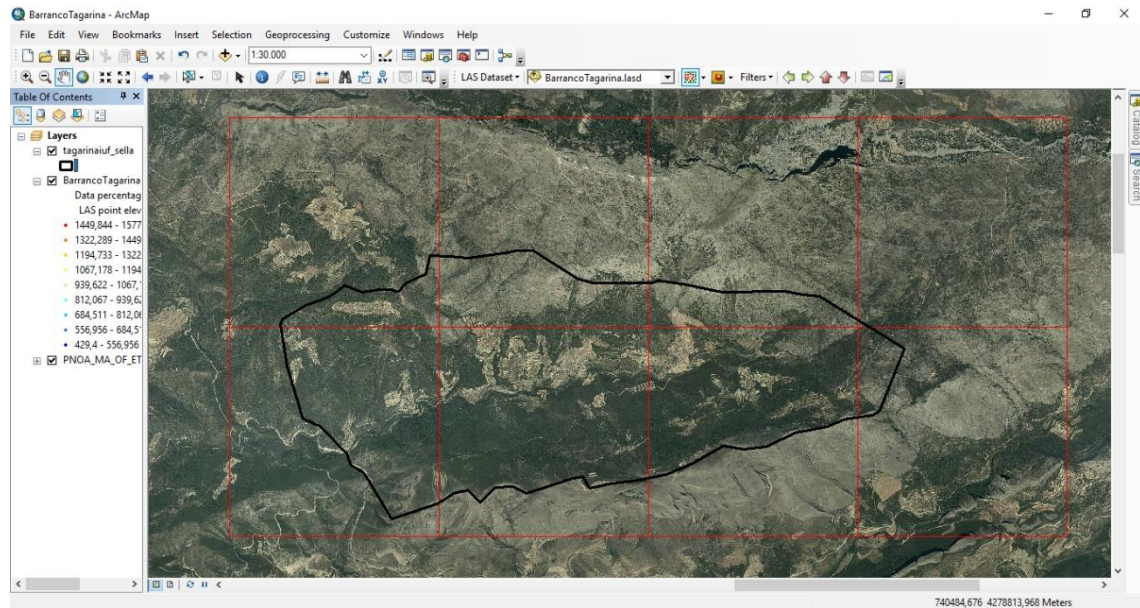 BarrancoTagarina - ArcMap
File Edit View Bookmarks Insert Selection Geoprocessing Customize Windows Help
1:30.000
LAS Dataset BarrancoTagarina.lasd Filters
Table Of Contents
Layers
tagarinaiuf_sella
BarrancoTagarina
Data percentag
LAS point elev
1449,844 - 1577
1322,289 - 1449
1194,733 - 1322
1067,178 - 1194
939,622 - 1067,
812,067 - 939,62
684,511 - 812,06
556,956 - 684,5
429,4 - 556,956
PNOA_MA_OF_ET
Catalog
Search
740484,676 4278813,968 Meters